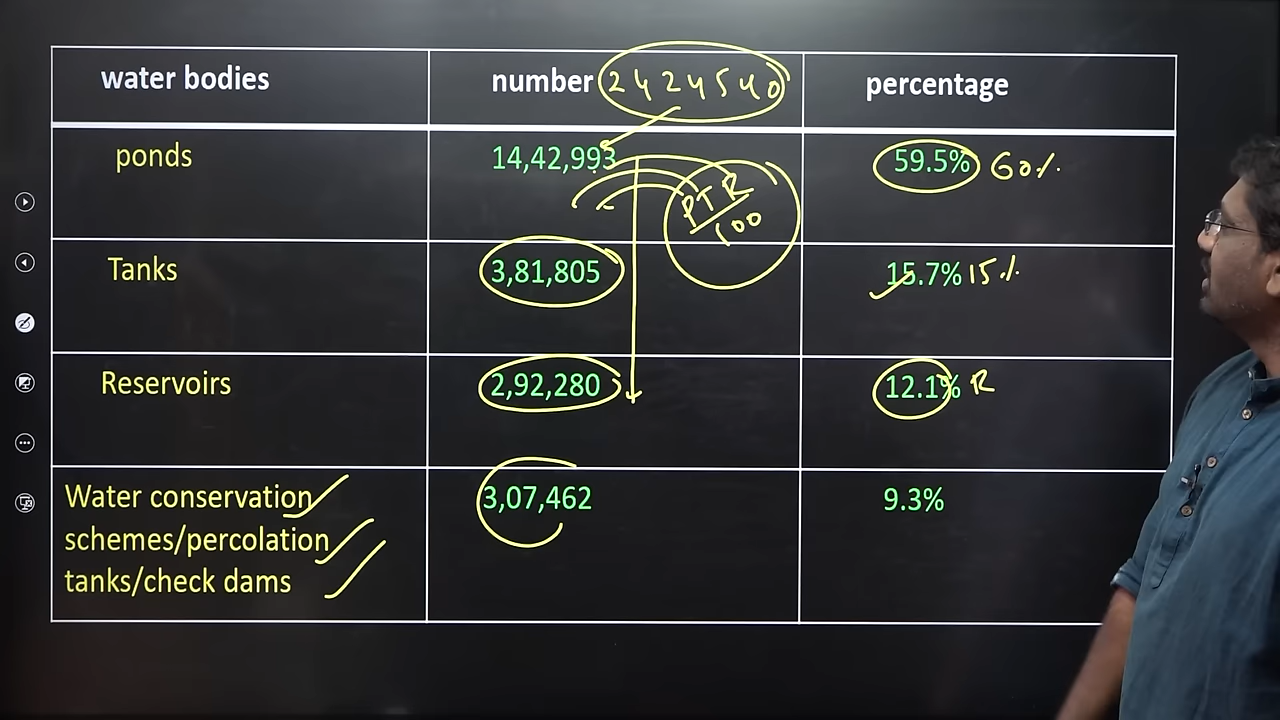 water bodies
number 2424540
percentage
ponds
14,42,993
59.5% 60%
PTR/100
Tanks
3,81,805
15.7% 15%
Reservoirs
2,92,280
12.1% R
Water conservation
schemes/percolation
tanks/check dams
3,07,462
9.3%